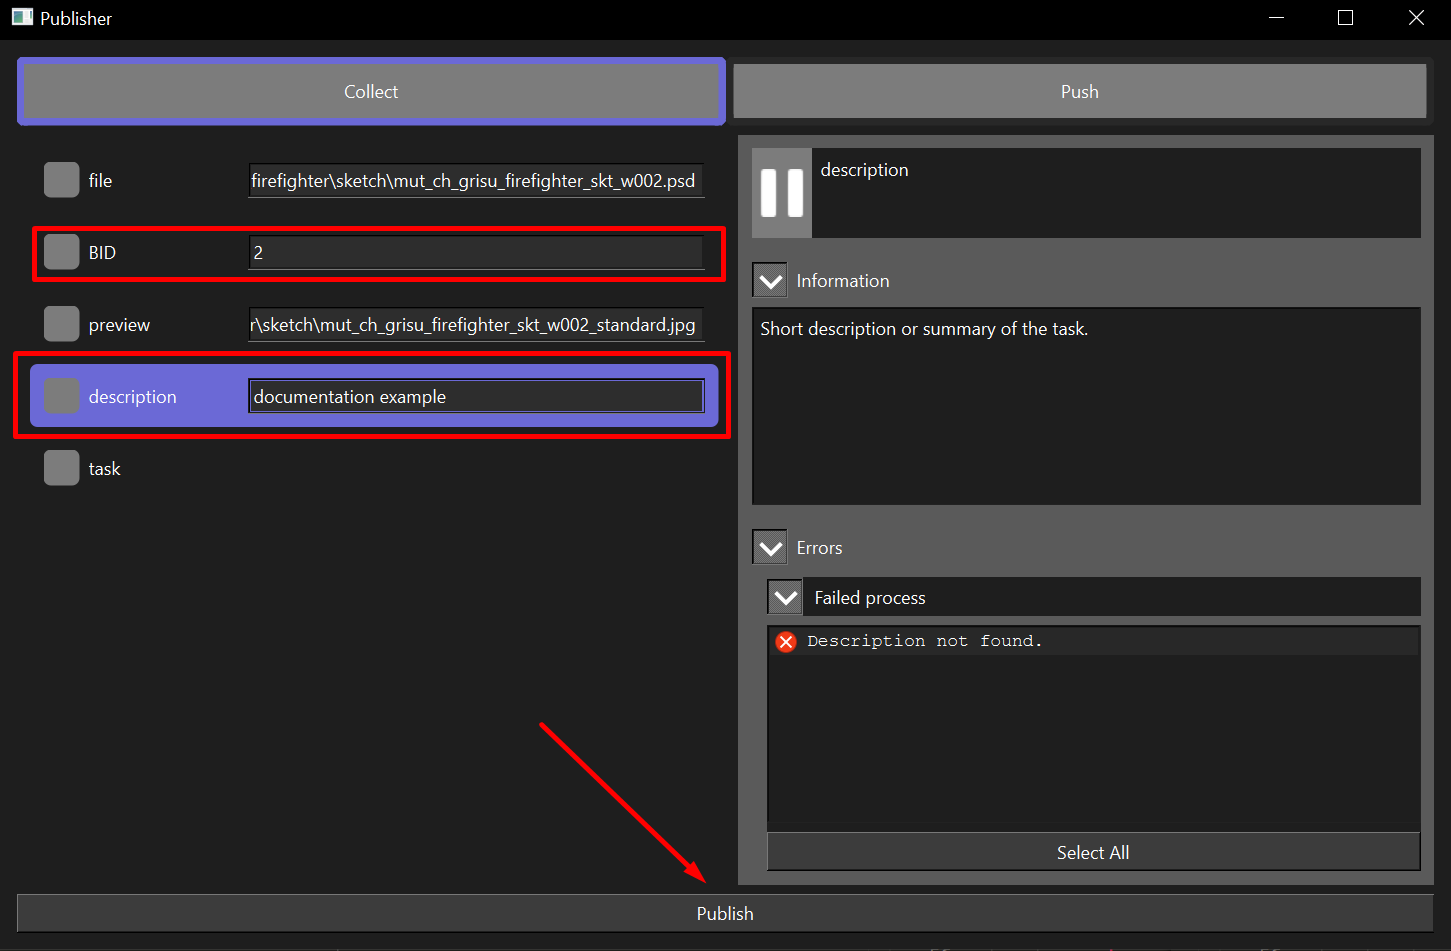 Publisher
Collect
Push
file
firefighter\sketch\mut_ch_grisu_firefighter_skt_w002.psd
BID
2
preview
r\sketch\mut_ch_grisu_firefighter_skt_w002_standard.jpg
description
documentation example
task
description
Information
Short description or summary of the task.
Errors
Failed process
Description not found.
Select All
Publish